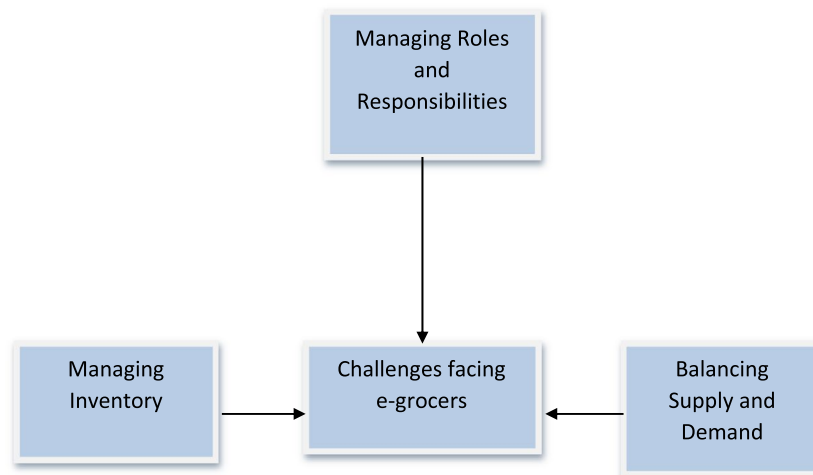 Managing Roles
and
Responsibilities
Managing
Inventory
Challenges facing
e-grocers
Balancing
Supply and
Demand